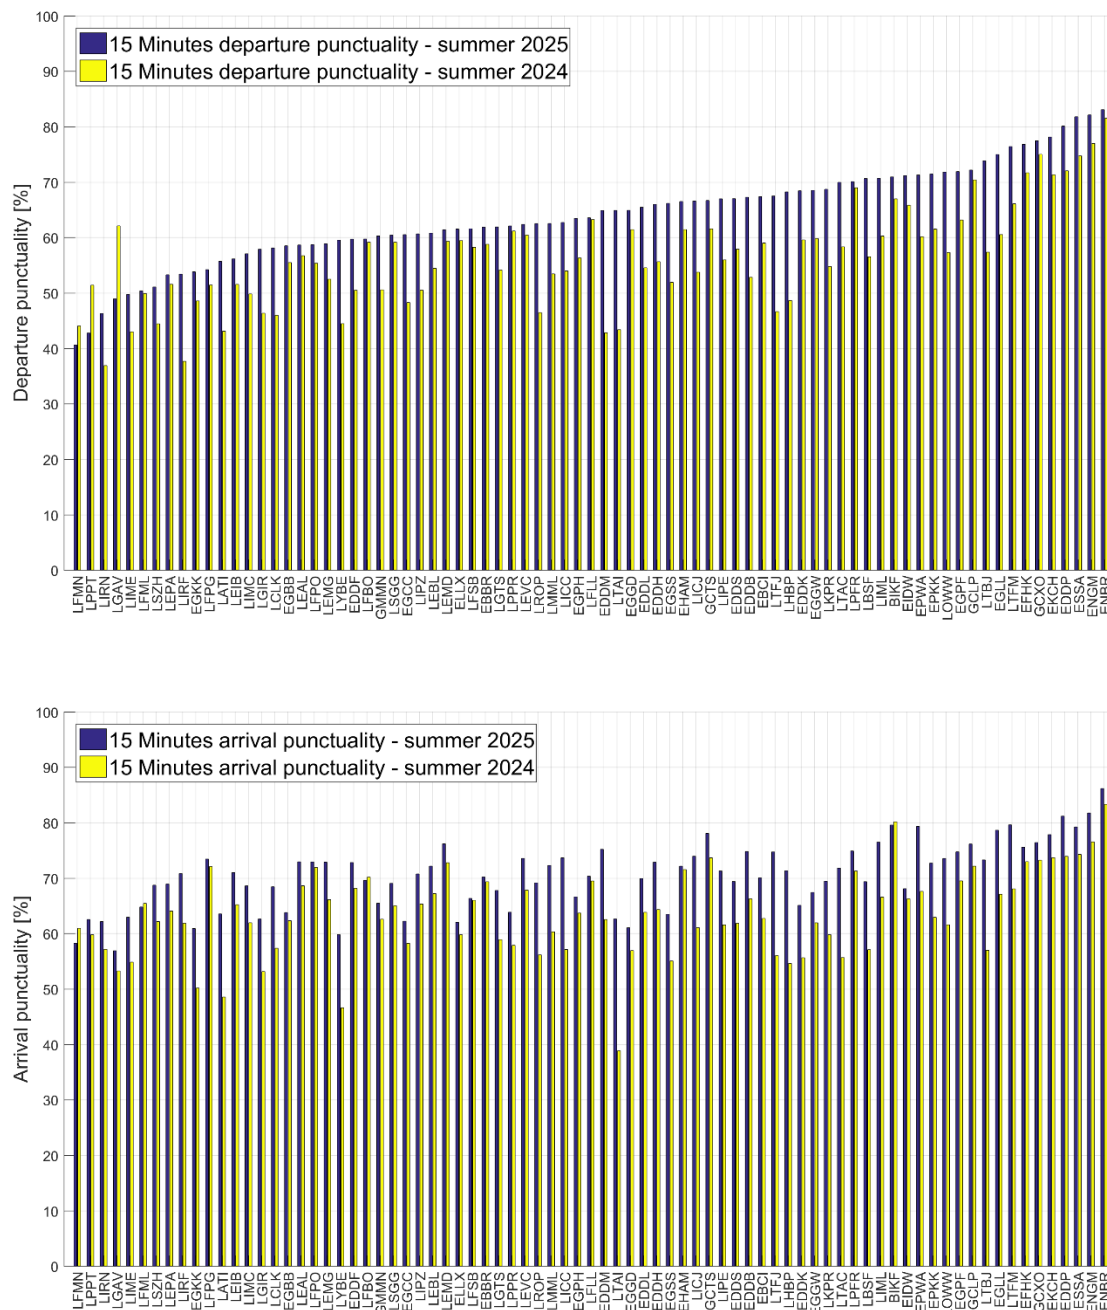 100
90
80
70
60
50
40
30
20
10
0
Departure punctuality [%]
15 Minutes departure punctuality - summer 2025
15 Minutes departure punctuality - summer 2024
LFMN LPPT LIRN LGAV LIME LFML LSZH LEPA LIRF EGKK LFPG LATI LEIB LIMC LGIR LCLK EGBB LEAL LFPO LEMG LYBE EDDF LFBO GMMN LSGG EGCC LIPZ LEBL LEMD ELLX LFSB EBBR LGTS LPPR LEVC LROP LMML LICC EGPH LFLL EDDM LTAI EGGD EDDL EDDH EGSS EHAM LICJ GCTS LIPE EDDS EDDB EBCI LTFJ LHBP EDDK EGGW LKPR LTAC LPFR LBSF LIML BIKF EIDW EPWA EPKK LOWW EGPF GCLP LTBJ EGLL LTFM EFHK GCXO EKCH EDDP ESSA ENGM ENBR
100
90
80
70
60
50
40
30
20
10
0
Arrival punctuality [%]
15 Minutes arrival punctuality - summer 2025
15 Minutes arrival punctuality - summer 2024
LFMN LPPT LIRN LGAV LIME LFML LSZH LEPA LIRF EGKK LFPG LATI LEIB LIMC LGIR LCLK EGBB LEAL LFPO LEMG LYBE EDDF LFBO GMMN LSGG EGCC LIPZ LEBL LEMD ELLX LFSB EBBR LGTS LPPR LEVC LROP LMML LICC EGPH LFLL EDDM LTAI EGGD EDDL EDDH EGSS EHAM LICJ GCTS LIPE EDDS EDDB EBCI LTFJ LHBP EDDK EGGW LKPR LTAC LPFR LBSF LIML BIKF EIDW EPWA EPKK LOWW EGPF GCLP LTBJ EGLL LTFM EFHK GCXO EKCH EDDP ESSA ENGM ENBR